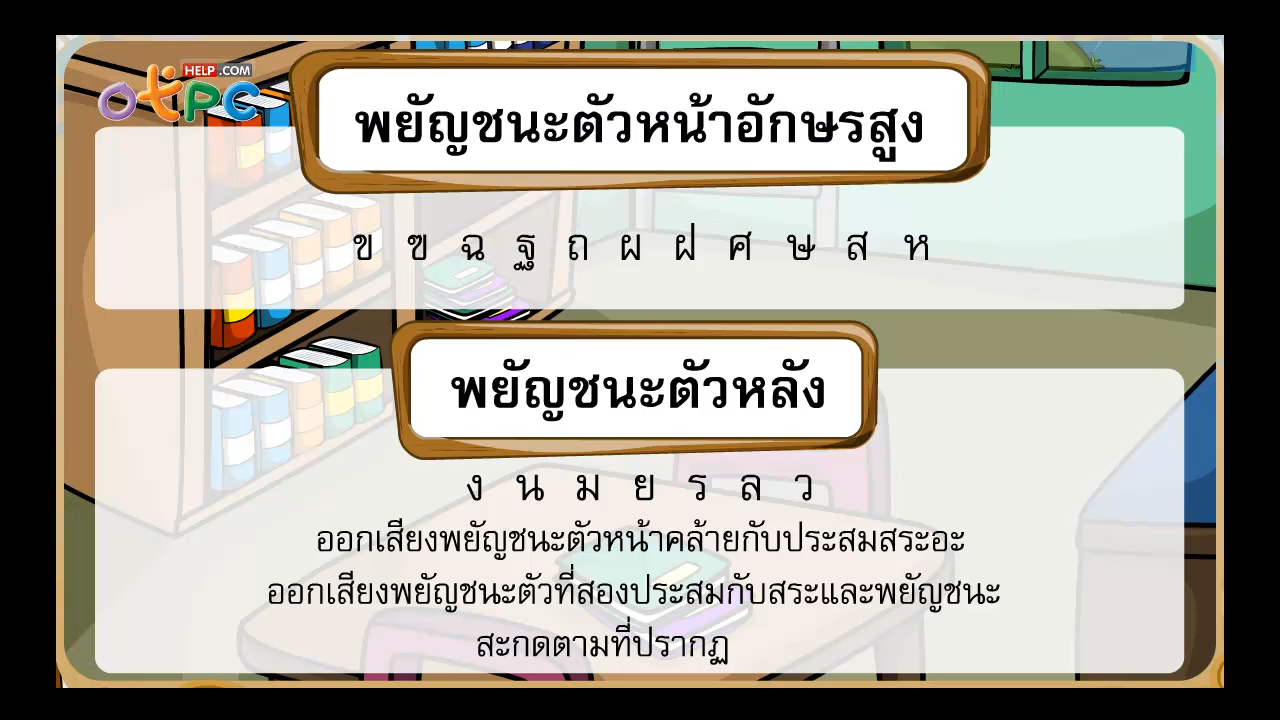 otpc HELP.COM
พยัญชนะตัวหน้าอักษรสูง
ข ฃ ฉ ฐ ถ ผ ฝ ศ ษ ส ห
พยัญชนะตัวหลัง
ง น ม ย ร ล ว
ออกเสียงพยัญชนะตัวหน้าคล้ายกับประสมสระอะ
ออกเสียงพยัญชนะตัวที่สองประสมกับสระและพยัญชนะ
สะกดตามที่ปรากฏ